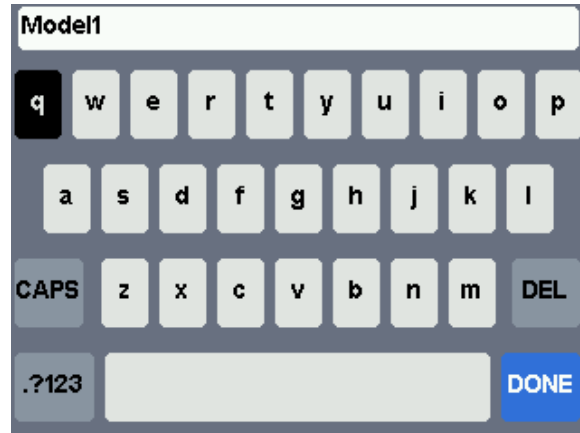 Model1
q w e r t y u i o p
a s d f g h j k l
CAPS z x c v b n m DEL
.?123 DONE